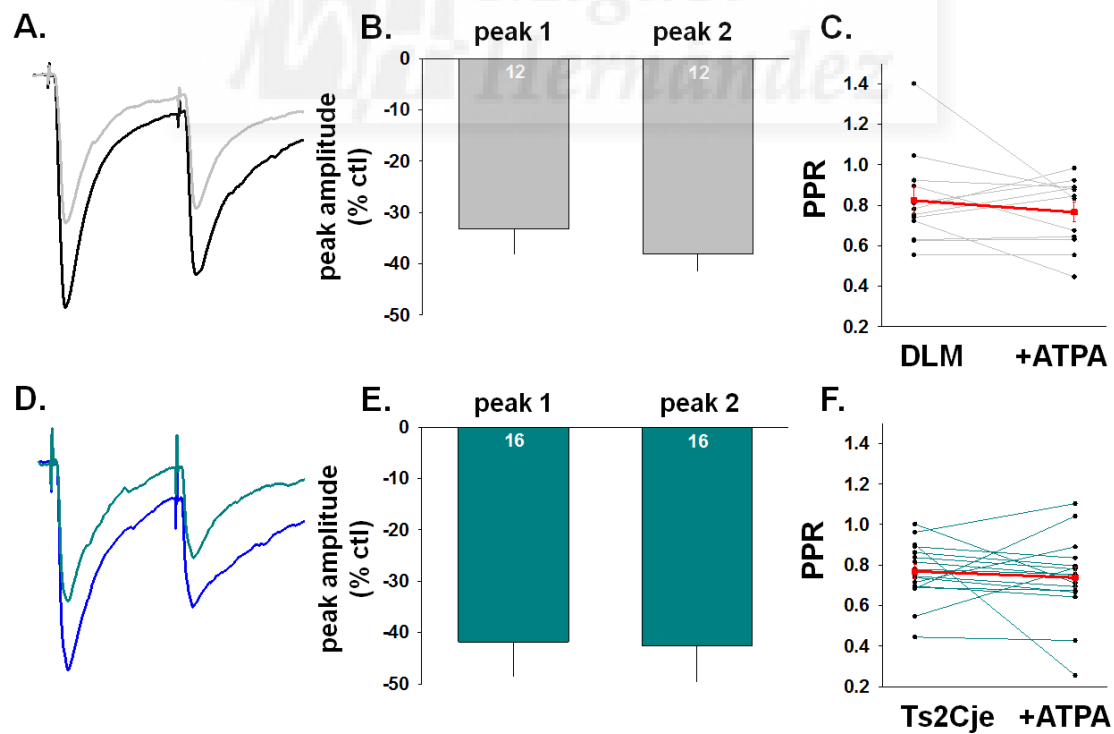 A.
B.
peak 1 peak 2
C.
0
-10
-20
-30
-40
-50
peak amplitude
(% ctl)
12 12
Hernández
1.4
1.2
1.0
0.8
0.6
0.4
0.2
PPR
DLM +ATPA
D.
E.
peak 1 peak 2
F.
0
-10
-20
-30
-40
-50
peak amplitude
(% ctl)
16 16
1.4
1.2
1.0
0.8
0.6
0.4
0.2
PPR
Ts2Cje +ATPA